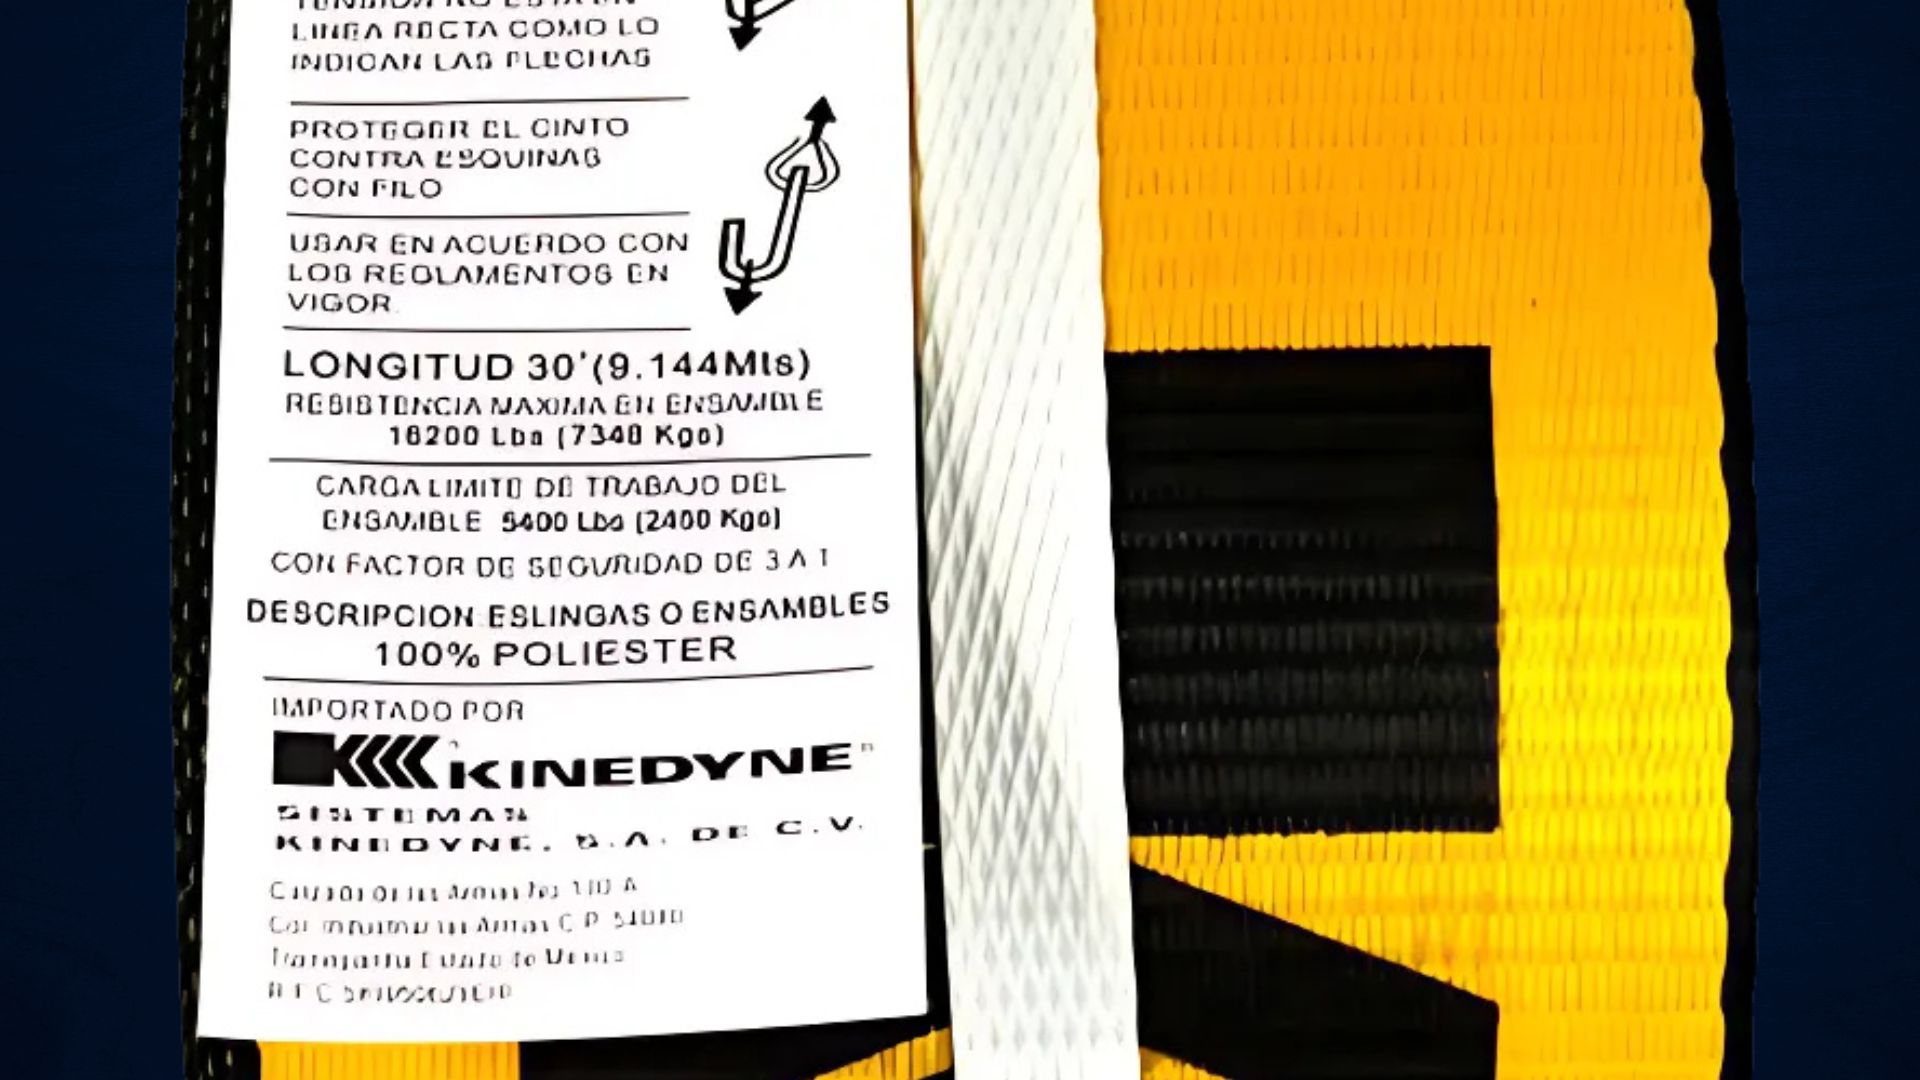 LINEA RECTA COMO LO
INDICAN LAS FLECHAS
PROTEGER EL CINTO
CONTRA ESQUINAS
CON FILO
USAR EN ACUERDO CON
LOS REGLAMENTOS EN
VIGOR.
LONGITUD 30'(9.144Mts)
RESISTENCIA MAXIMA EN ENSAMBLE
16200 Lbs (7348 Kgs)
CARGA LIMITE DE TRABAJO DEL
ENSAMBLE 5400 Lbs (2400 Kgs)
CON FACTOR DE SEGURIDAD DE 3 A 1
DESCRIPCION: ESLINGAS O ENSAMBLES
100% POLIESTER
IMPORTADO POR
KINEDYNE
SISTEMAS
KINEDYNE, S.A. DE C.V.